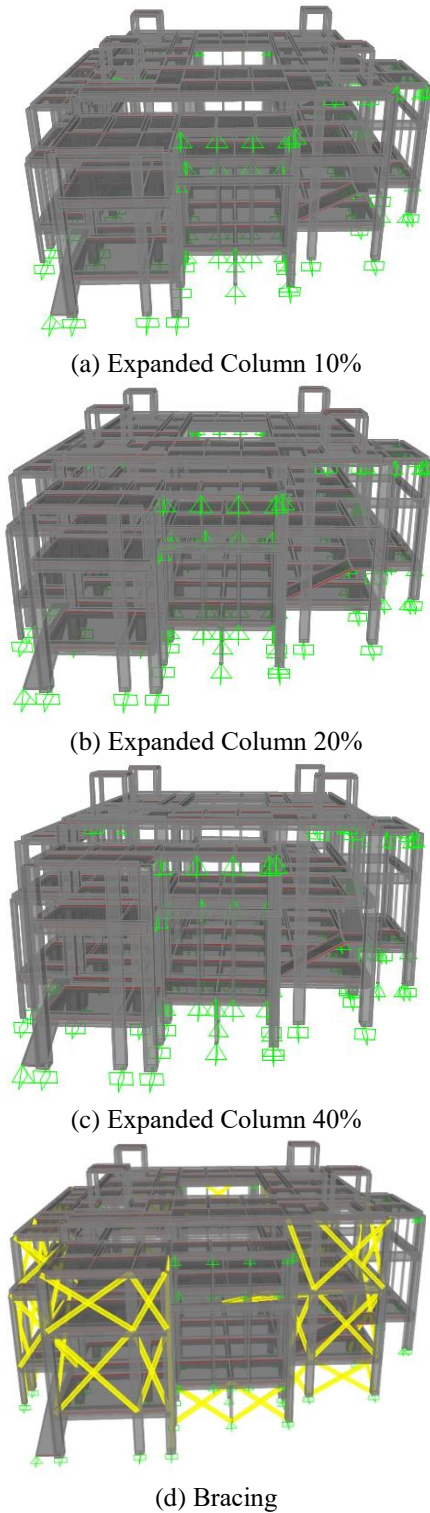 (a) Expanded Column 10%
(b) Expanded Column 20%
(c) Expanded Column 40%
(d) Bracing